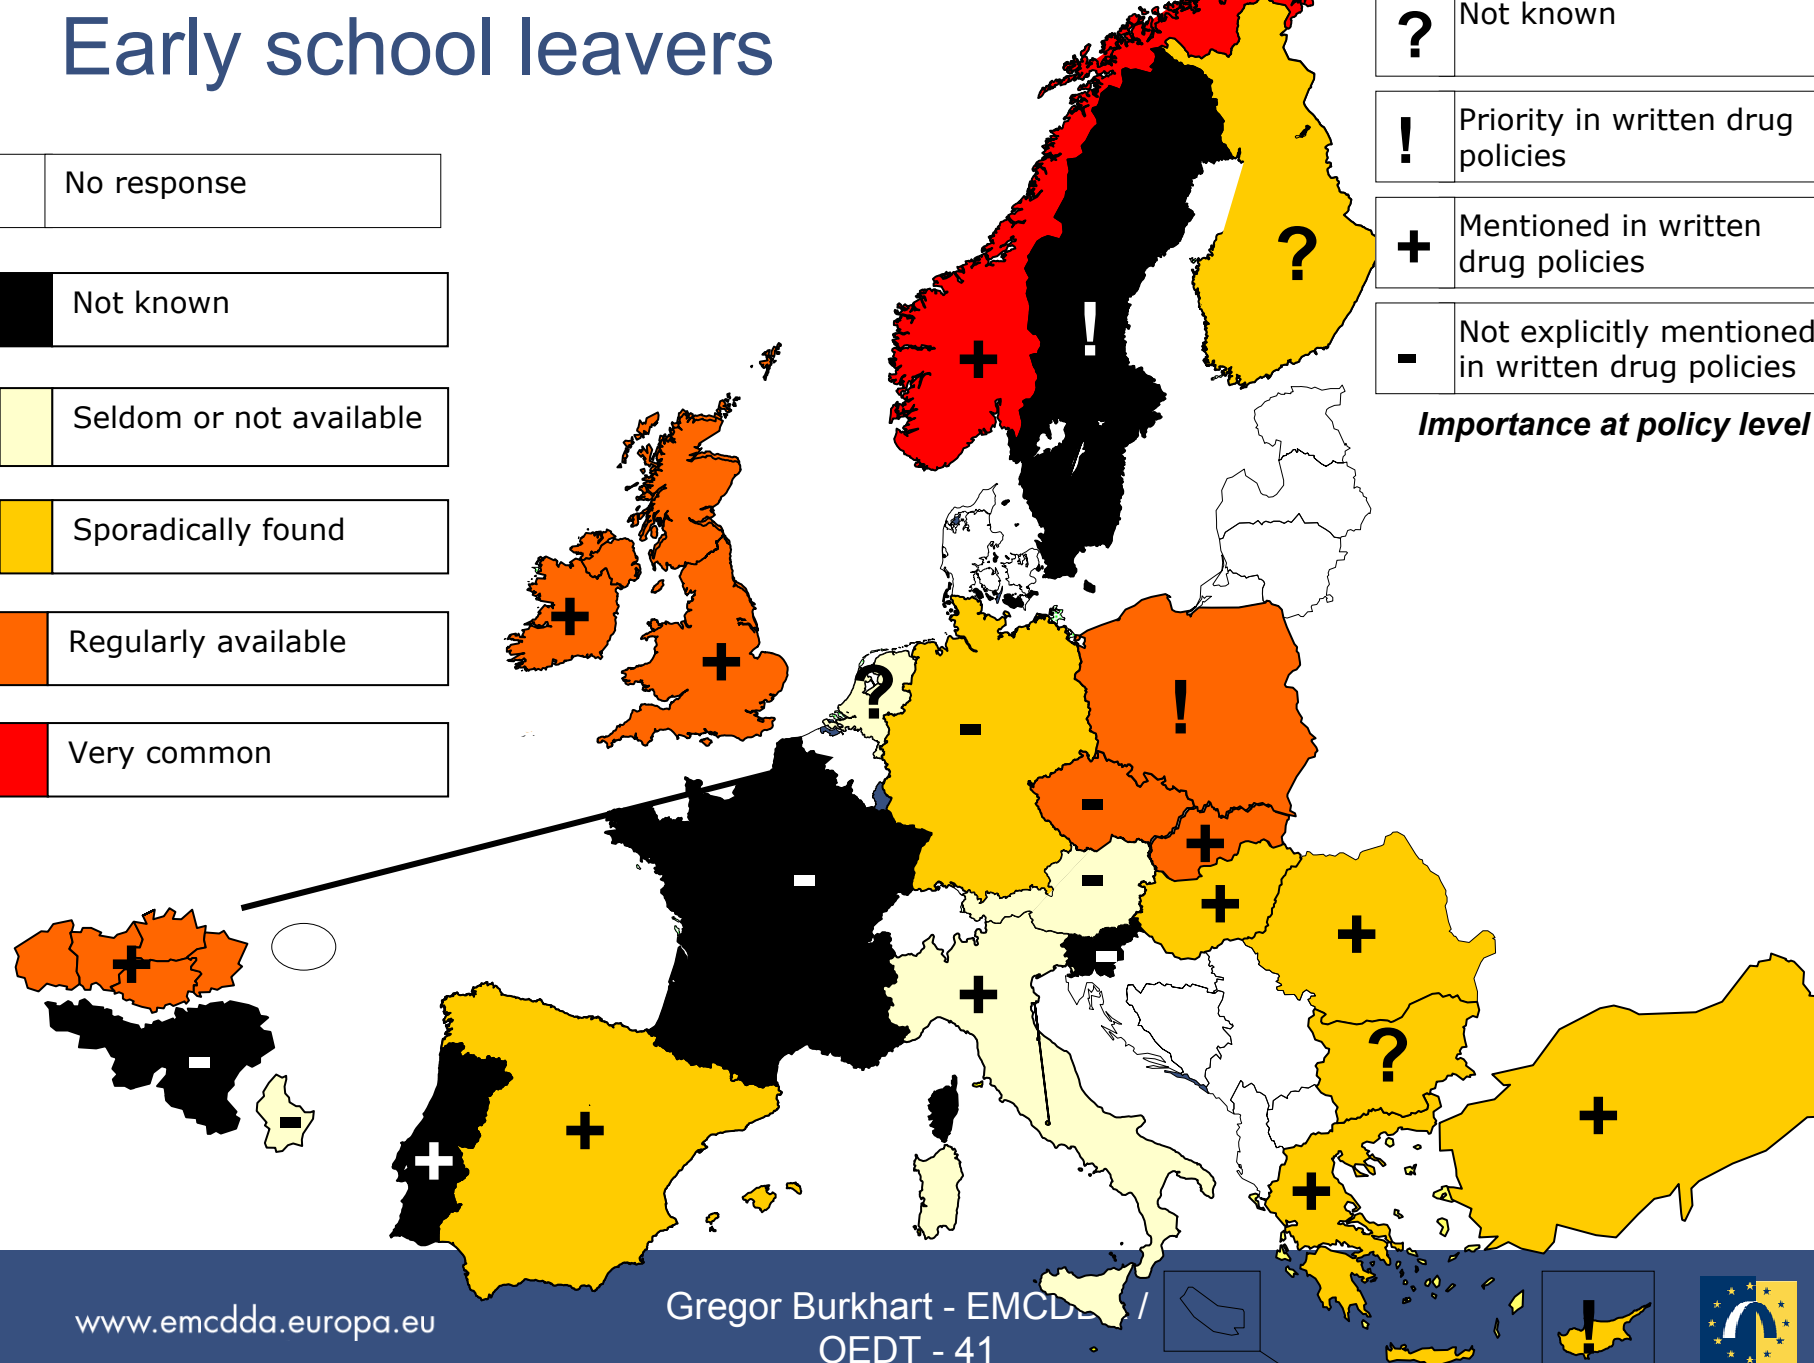 Early school leavers
No response
Not known
Seldom or not available
Sporadically found
Regularly available
Very common
? Not known
! Priority in written drug
policies
+ Mentioned in written
drug policies
- Not explicitly mentioned
in written drug policies
Importance at policy level
?
!
+
+
+
?
-
!
-
+
-
-
+
+
-
+
+
-
?
-
+
+
+
+
!
www.emcdda.europa.eu
Gregor Burkhart - EMCDD /
OEDT - 41